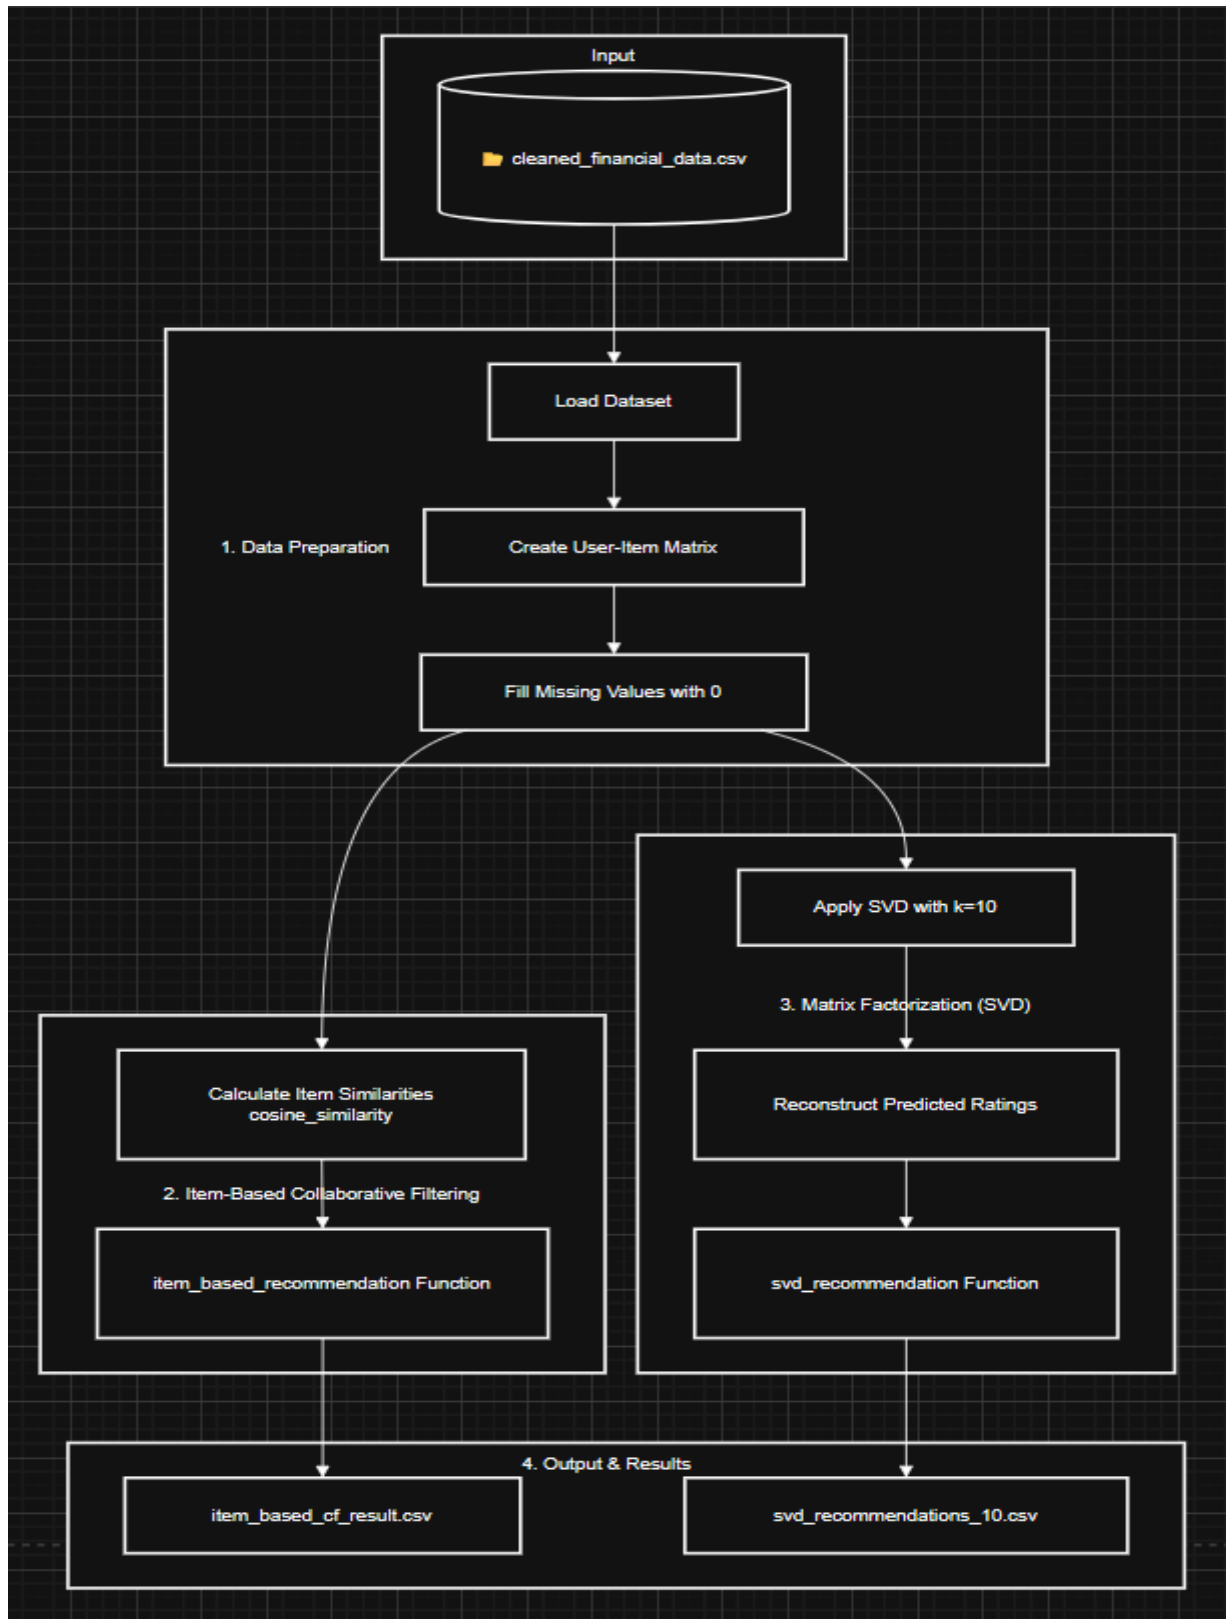 Input
cleaned_financial_data.csv
Load Dataset
1. Data Preparation
Create User-Item Matrix
Fill Missing Values with 0
Apply SVD with k=10
3. Matrix Factorization (SVD)
Calculate Item Similarities
cosine_similarity
Reconstruct Predicted Ratings
2. Item-Based Collaborative Filtering
item_based_recommendation Function
svd_recommendation Function
4. Output & Results
item_based_cf_result.csv
svd_recommendations_10.csv